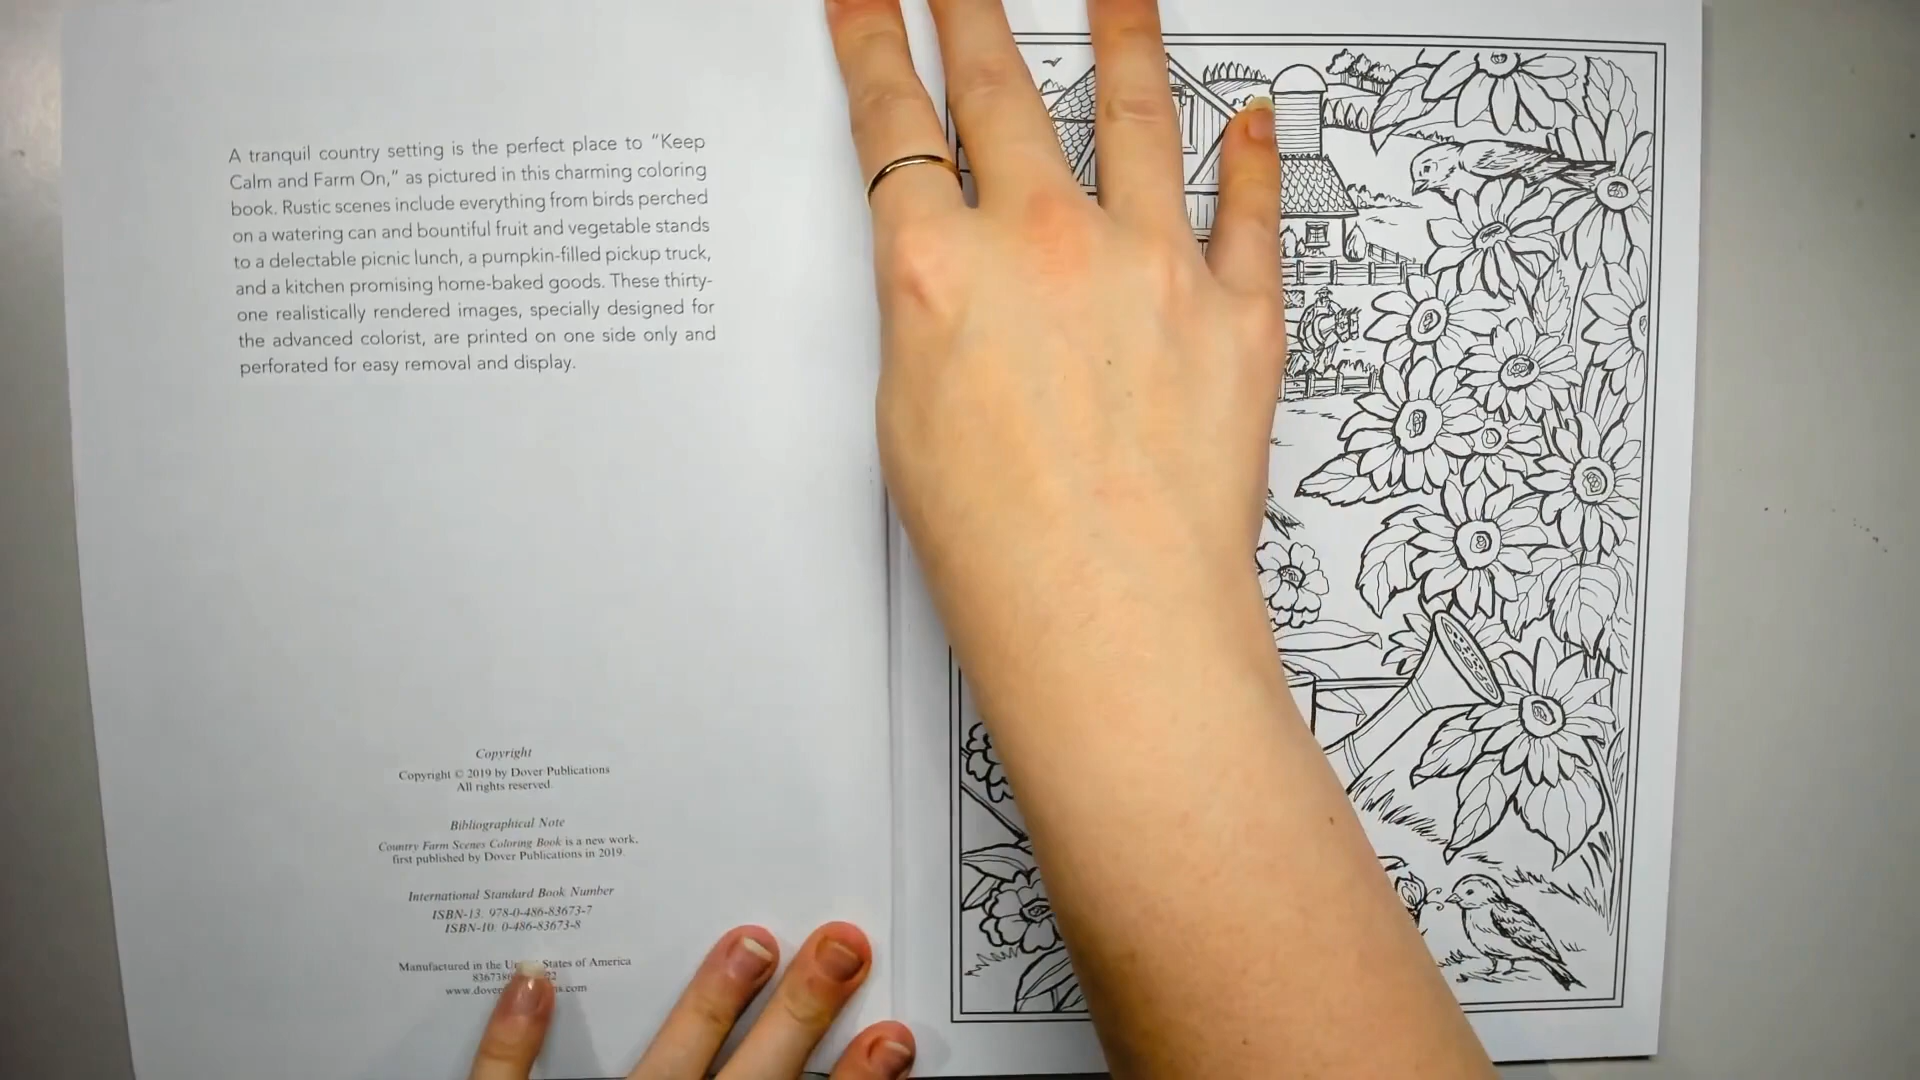 A tranquil country setting is the perfect place to “Keep
Calm and Farm On,” as pictured in this charming coloring
book. Rustic scenes include everything from birds perched
on a watering can and bountiful fruit and vegetable stands
to a delectable picnic lunch, a pumpkin-filled pickup truck,
and a kitchen promising home-baked goods. These thirty-
one realistically rendered images, specially designed for
the advanced colorist, are printed on one side only and
perforated for easy removal and display.
Copyright
Copyright © 2019 by Dover Publications
All rights reserved.
Bibliographical Note
Country Farm Scenes Coloring Book is a new work,
first published by Dover Publications in 2019.
International Standard Book Number
ISBN-13: 978-0-486-83673-7
ISBN-10: 0-486-83673-8
Manufactured in the States of America